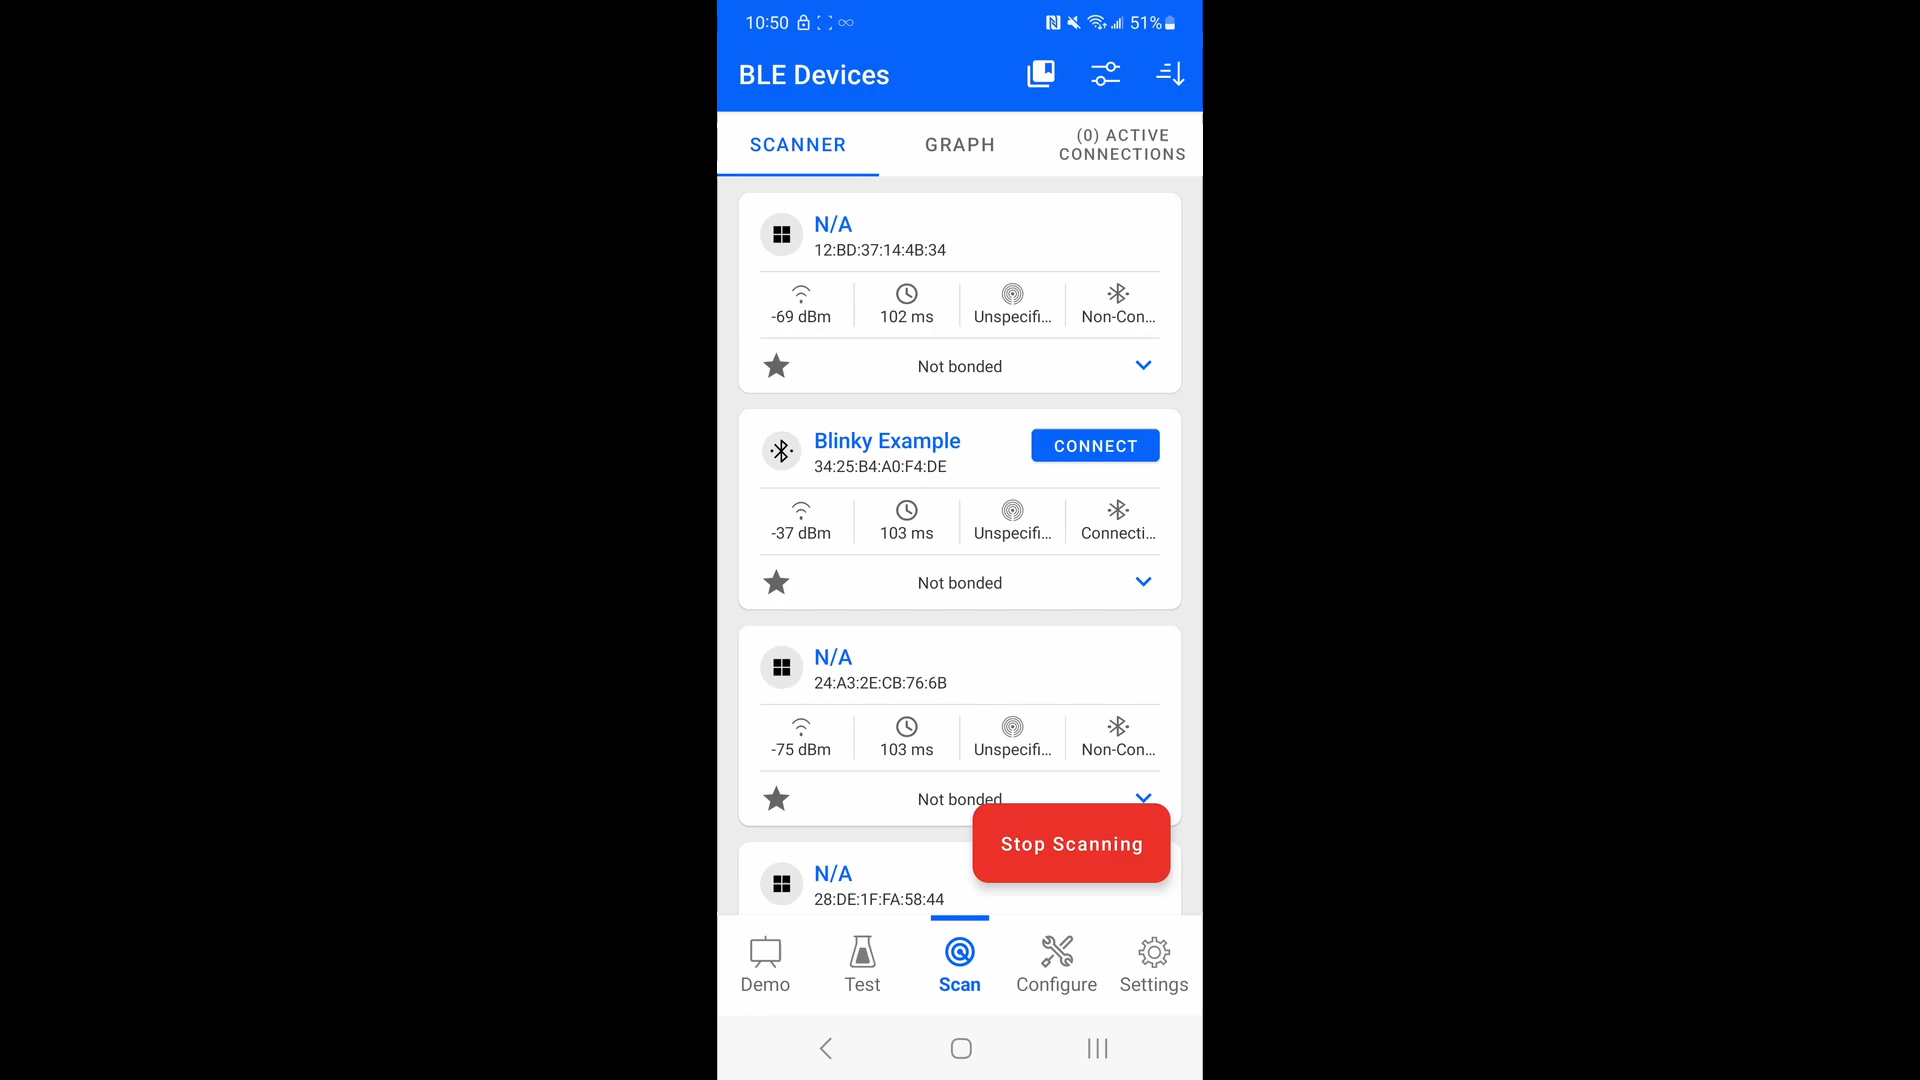 10:50 51%
BLE Devices
SCANNER GRAPH (0) ACTIVE CONNECTIONS
N/A
12:BD:37:14:4B:34
-69 dBm 102 ms Unspecifi... Non-Con...
Not bonded
Blinky Example CONNECT
34:25:B4:A0:F4:DE
-37 dBm 103 ms Unspecifi... Connecti...
Not bonded
N/A
24:A3:2E:CB:76:6B
-75 dBm 103 ms Unspecifi... Non-Con...
Not bonded
Stop Scanning
N/A
28:DE:1F:FA:58:44
Demo Test Scan Configure Settings